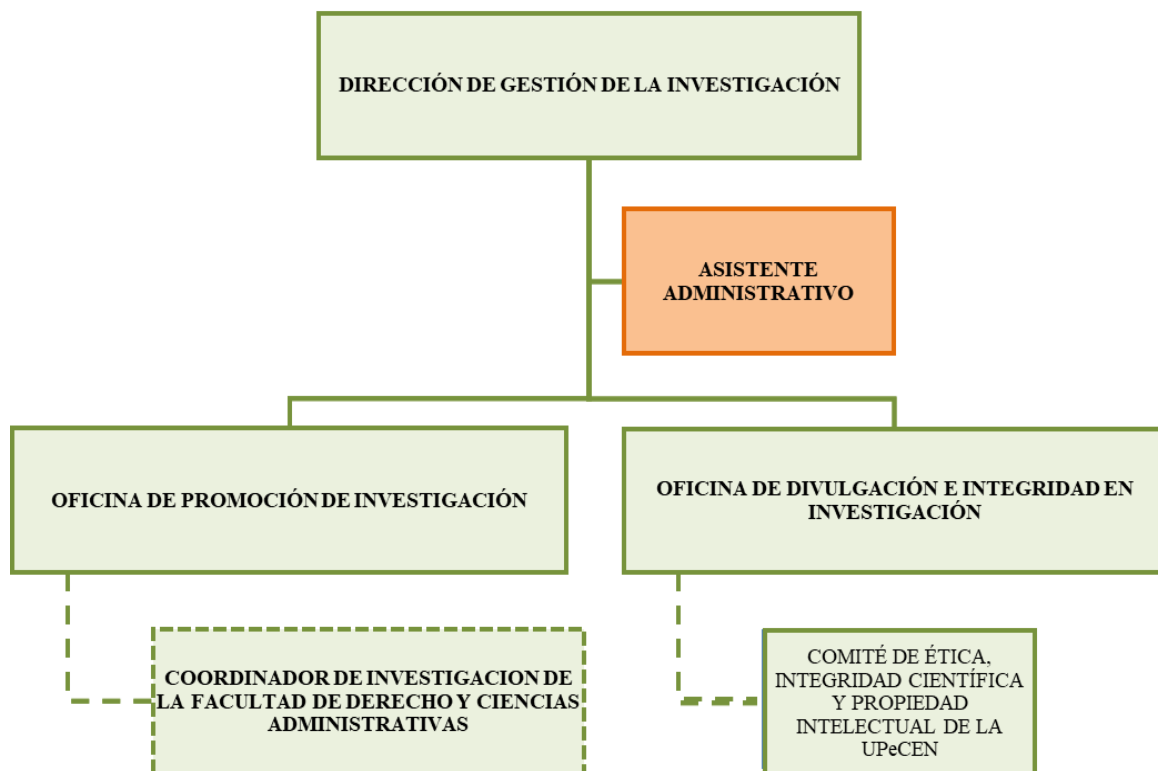 DIRECCIÓN DE GESTIÓN DE LA INVESTIGACIÓN
ASISTENTE
ADMINISTRATIVO
OFICINA DE PROMOCIÓN DE INVESTIGACIÓN
OFICINA DE DIVULGACIÓN E INTEGRIDAD EN
INVESTIGACIÓN
COORDINADOR DE INVESTIGACION DE
LA FACULTAD DE DERECHO Y CIENCIAS
ADMINISTRATIVAS
COMITÉ DE ÉTICA,
INTEGRIDAD CIENTÍFICA
Y PROPIEDAD
INTELECTUAL DE LA
UPeCEN